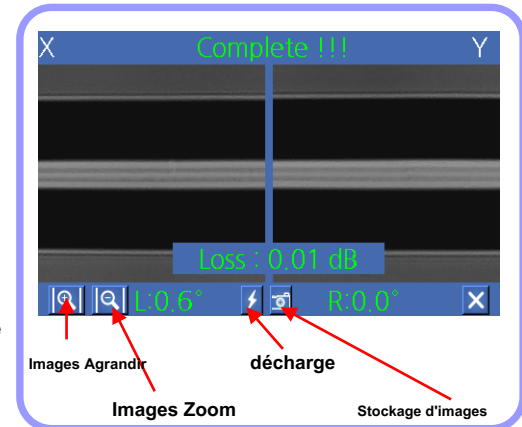 X Complete !!! Y
Loss : 0.01 dB
L:0.6° R:0.0°
Images Agrandir
décharge
Images Zoom
Stockage d'images